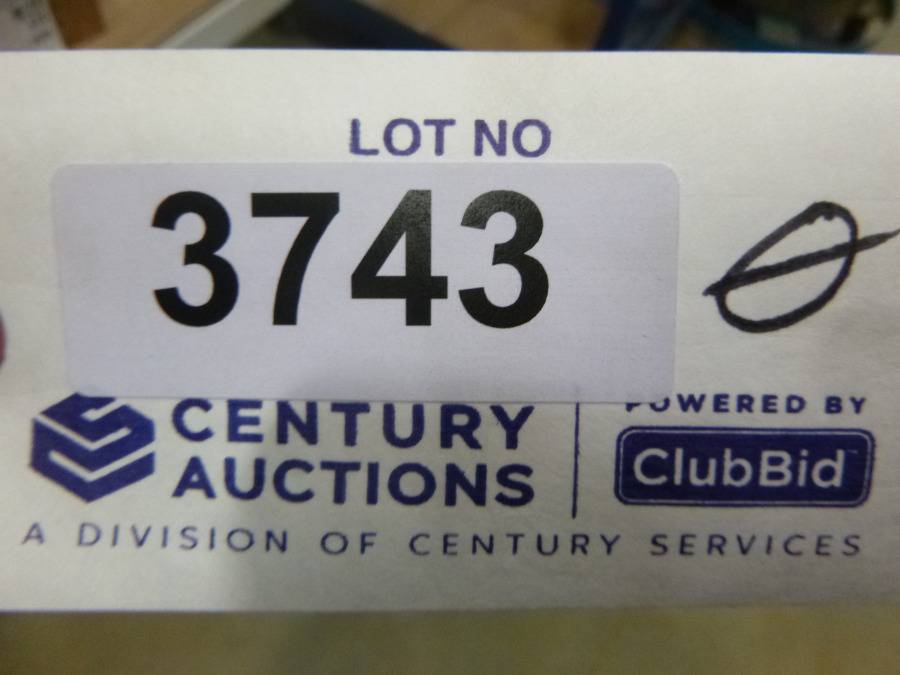 LOT NO
3743
CENTURY
AUCTIONS
POWERED BY
ClubBid
A DIVISION OF CENTURY SERVICES